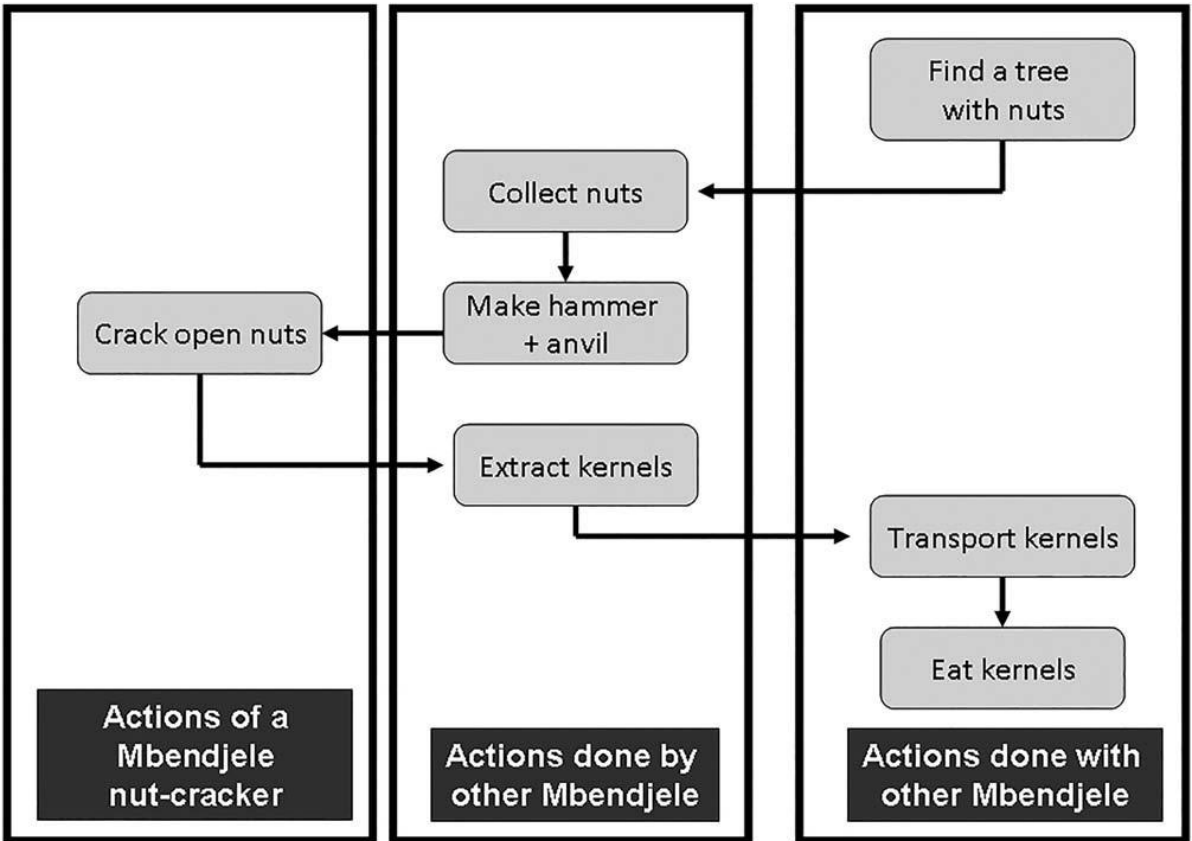 Find a tree
with nuts
Collect nuts
Make hammer
+ anvil
Crack open nuts
Extract kernels
Transport kernels
Eat kernels
Actions of a
Mbendjele
nut-cracker
Actions done by
other Mbendjele
Actions done with
other Mbendjele